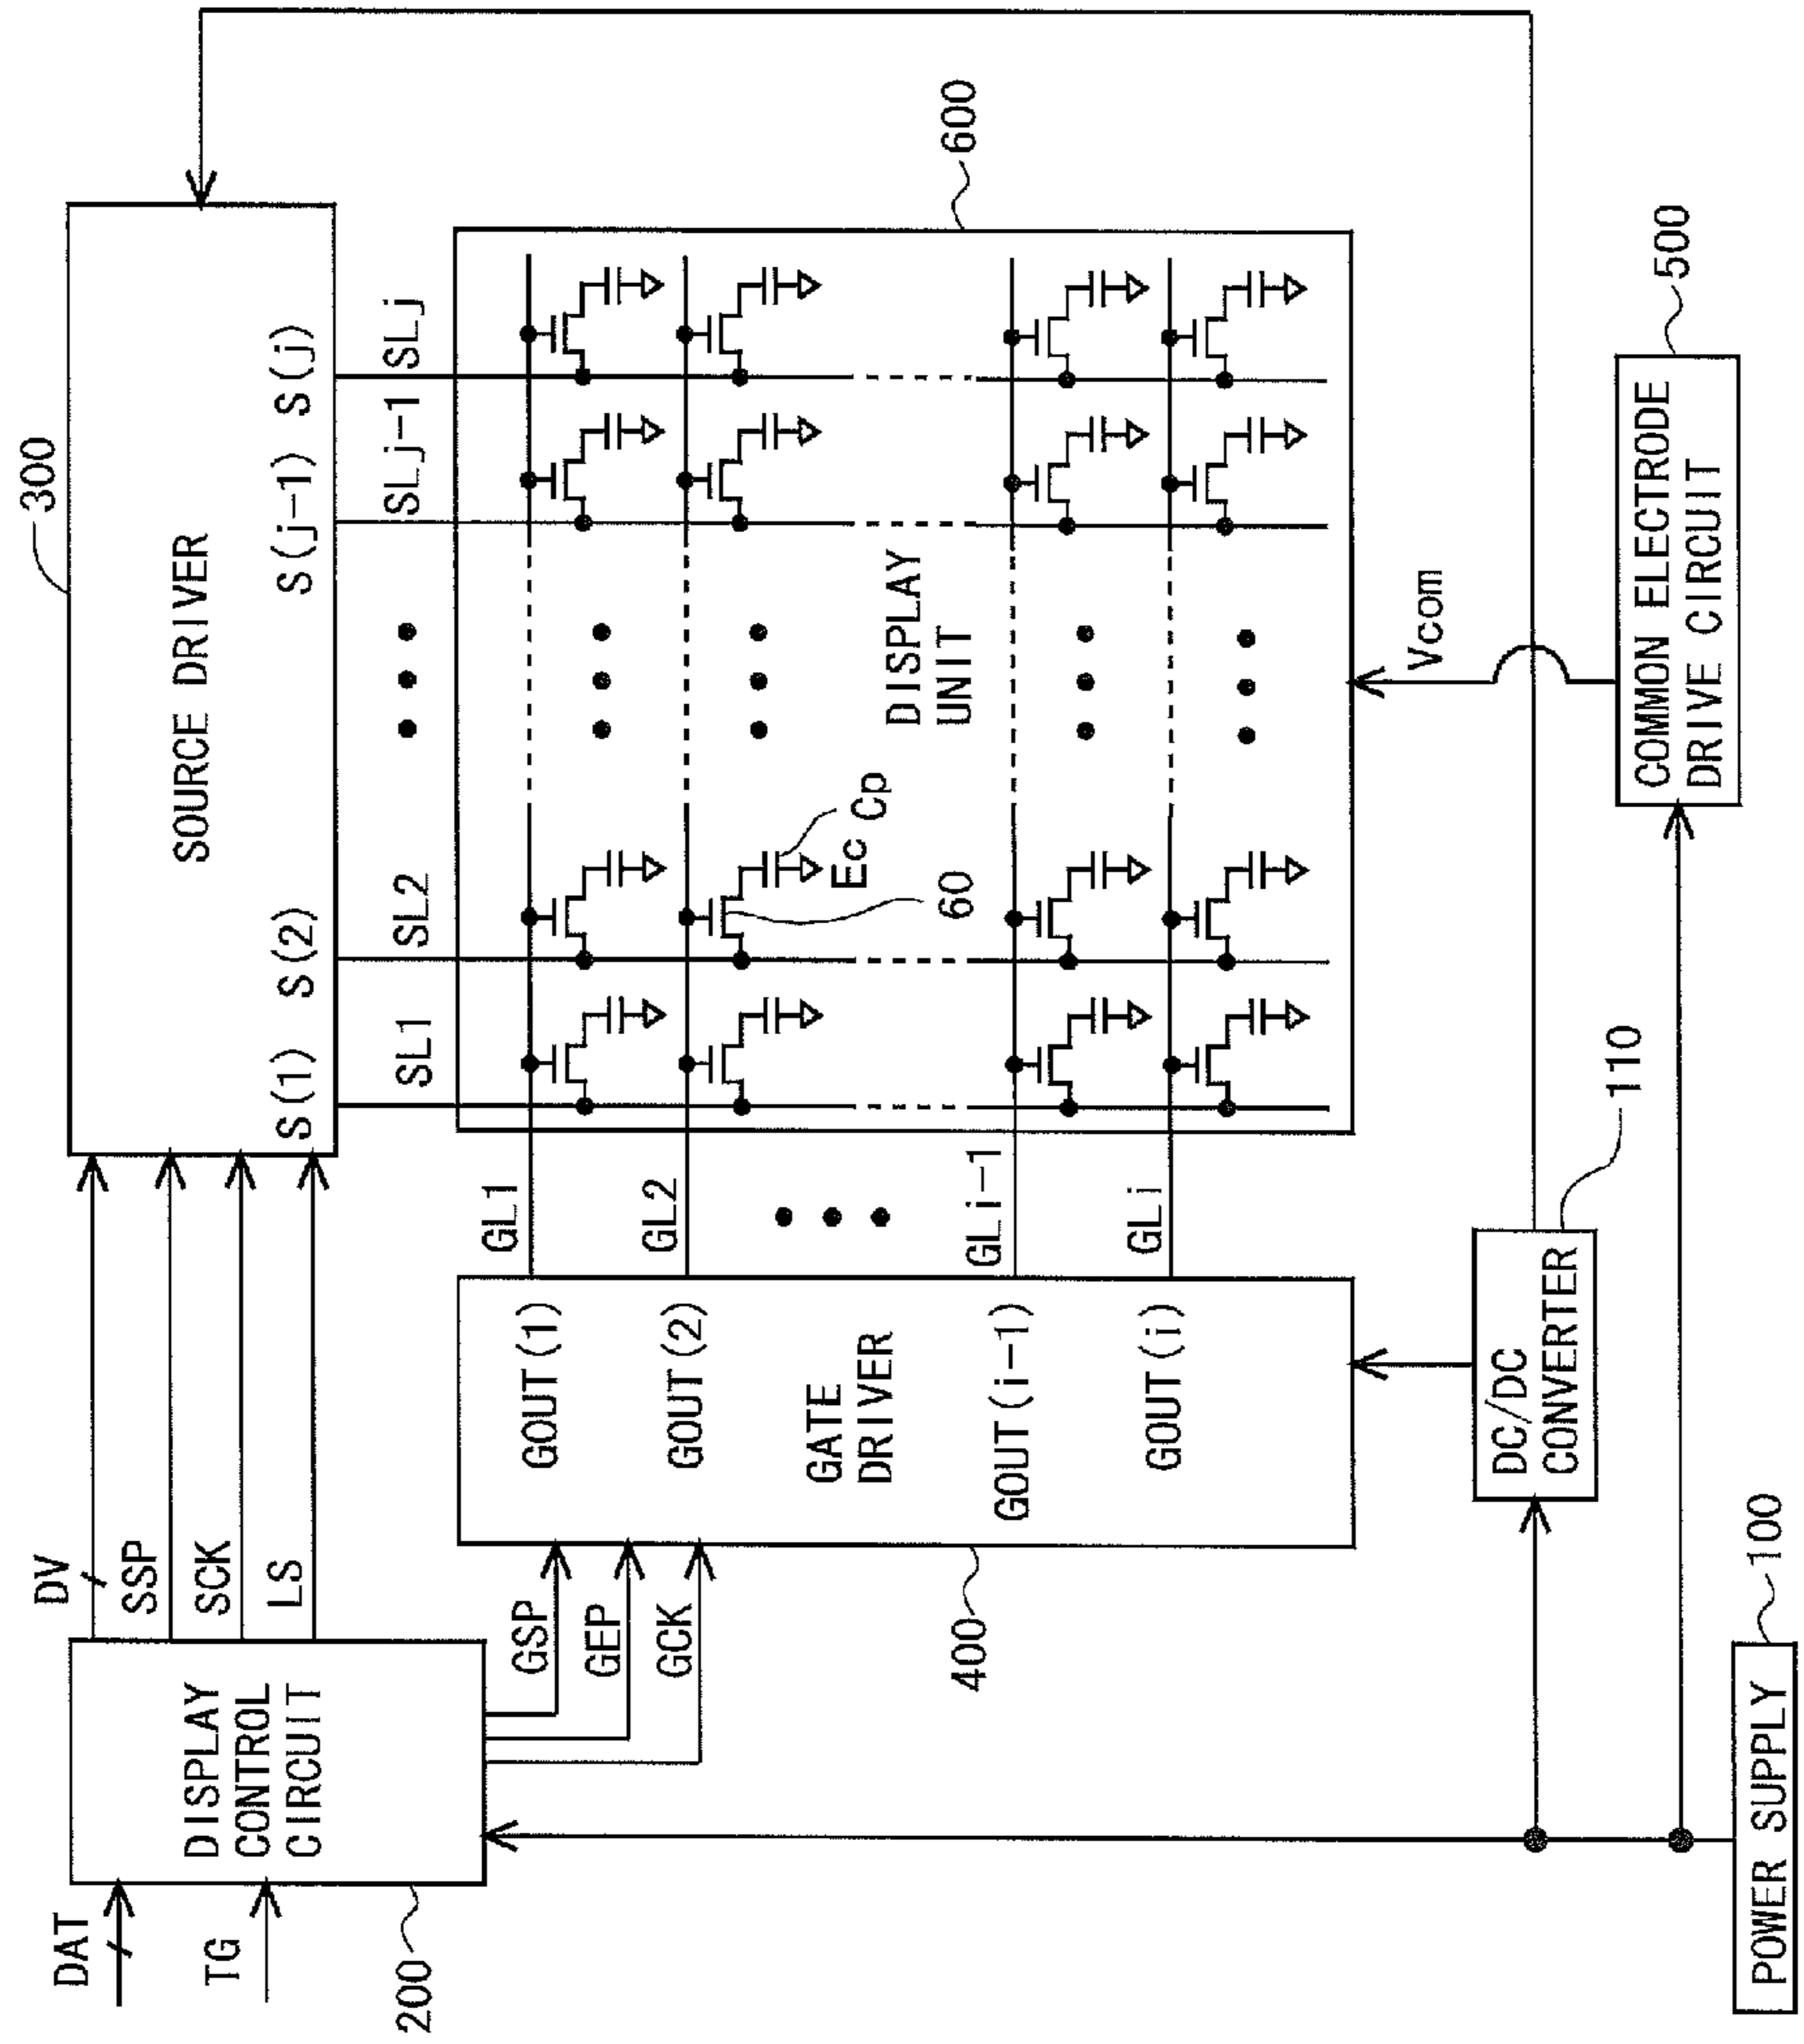 300
SOURCE DRIVER
S(1)
S(2)
S(j-1)
S(j)
DAT
TG
200
DISPLAY
CONTROL
CIRCUIT
DV
SSP
SCK
LS
GSP
GEP
GCK
SL1
SL2
SLj-1
SLj
400
GOUT(1)
GOUT(2)
GATE
DRIVER
GOUT(i-1)
GOUT(i)
GL1
GL2
GLi-1
GLi
Cp
Ec
60
DISPLAY
UNIT
600
Vcom
DC/DC
CONVERTER
110
COMMON ELECTRODE
DRIVE CIRCUIT
500
POWER SUPPLY
100